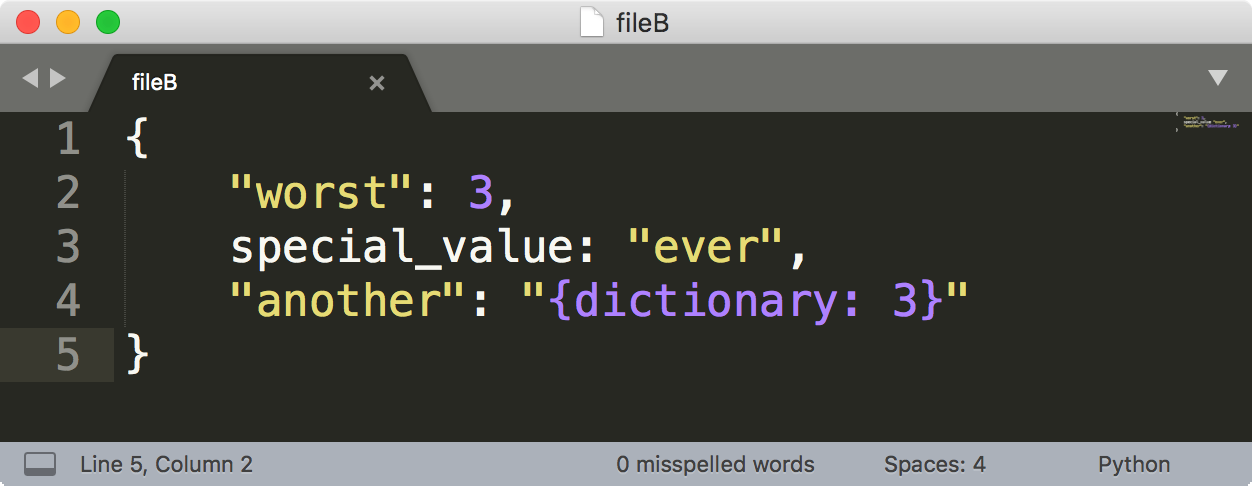 fileB
fileB ×
1 {
2     "worst": 3,
3     special_value: "ever",
4     "another": "{dictionary: 3}"
5 }
Line 5, Column 2 0 misspelled words Spaces: 4 Python